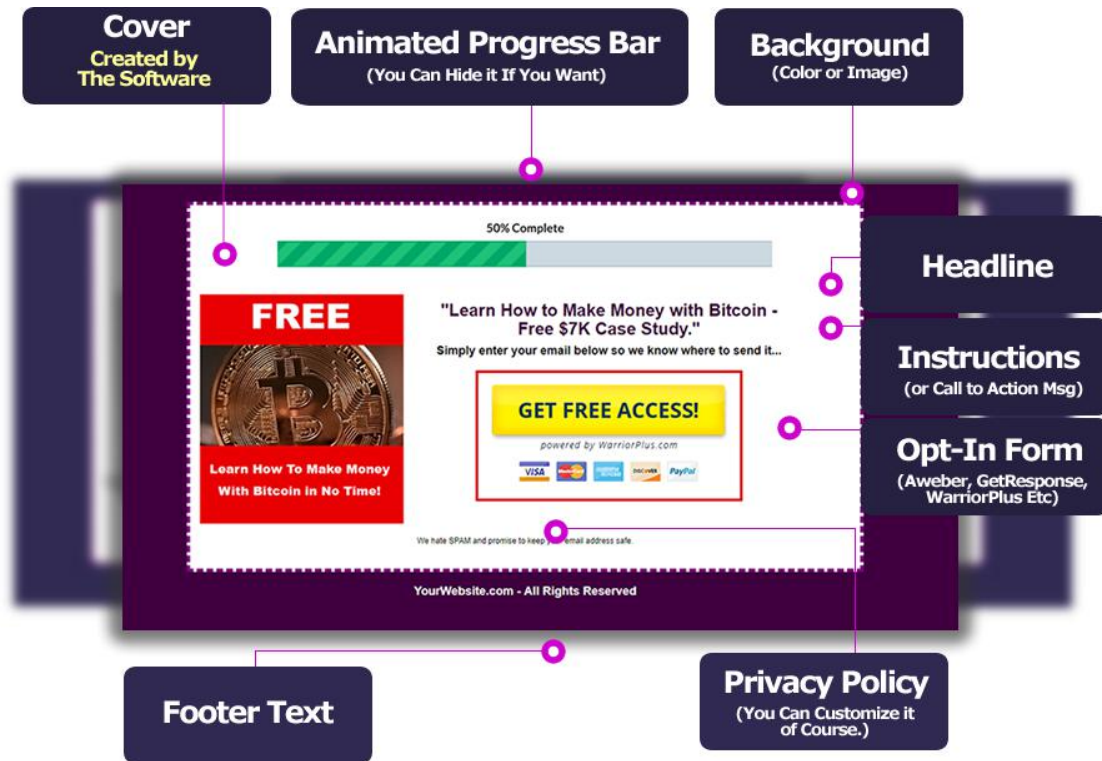 Cover
Created by
The Software
Animated Progress Bar
(You Can Hide it If You Want)
Background
(Color or Image)
50% Complete
Headline
FREE
"Learn How to Make Money with Bitcoin -
Free $7K Case Study."
Simply enter your email below so we know where to send it...
Instructions
(or Call to Action Msg)
GET FREE ACCESS!
powered by WarriorPlus.com
VISA
MasterCard
DISCOVER
PayPal
Opt-In Form
(Aweber, GetResponse,
WarriorPlus Etc)
Learn How To Make Money
With Bitcoin in No Time!
We hate SPAM and promise to keep your email address safe.
YourWebsite.com - All Rights Reserved
Footer Text
Privacy Policy
(You Can Customize it
of Course.)